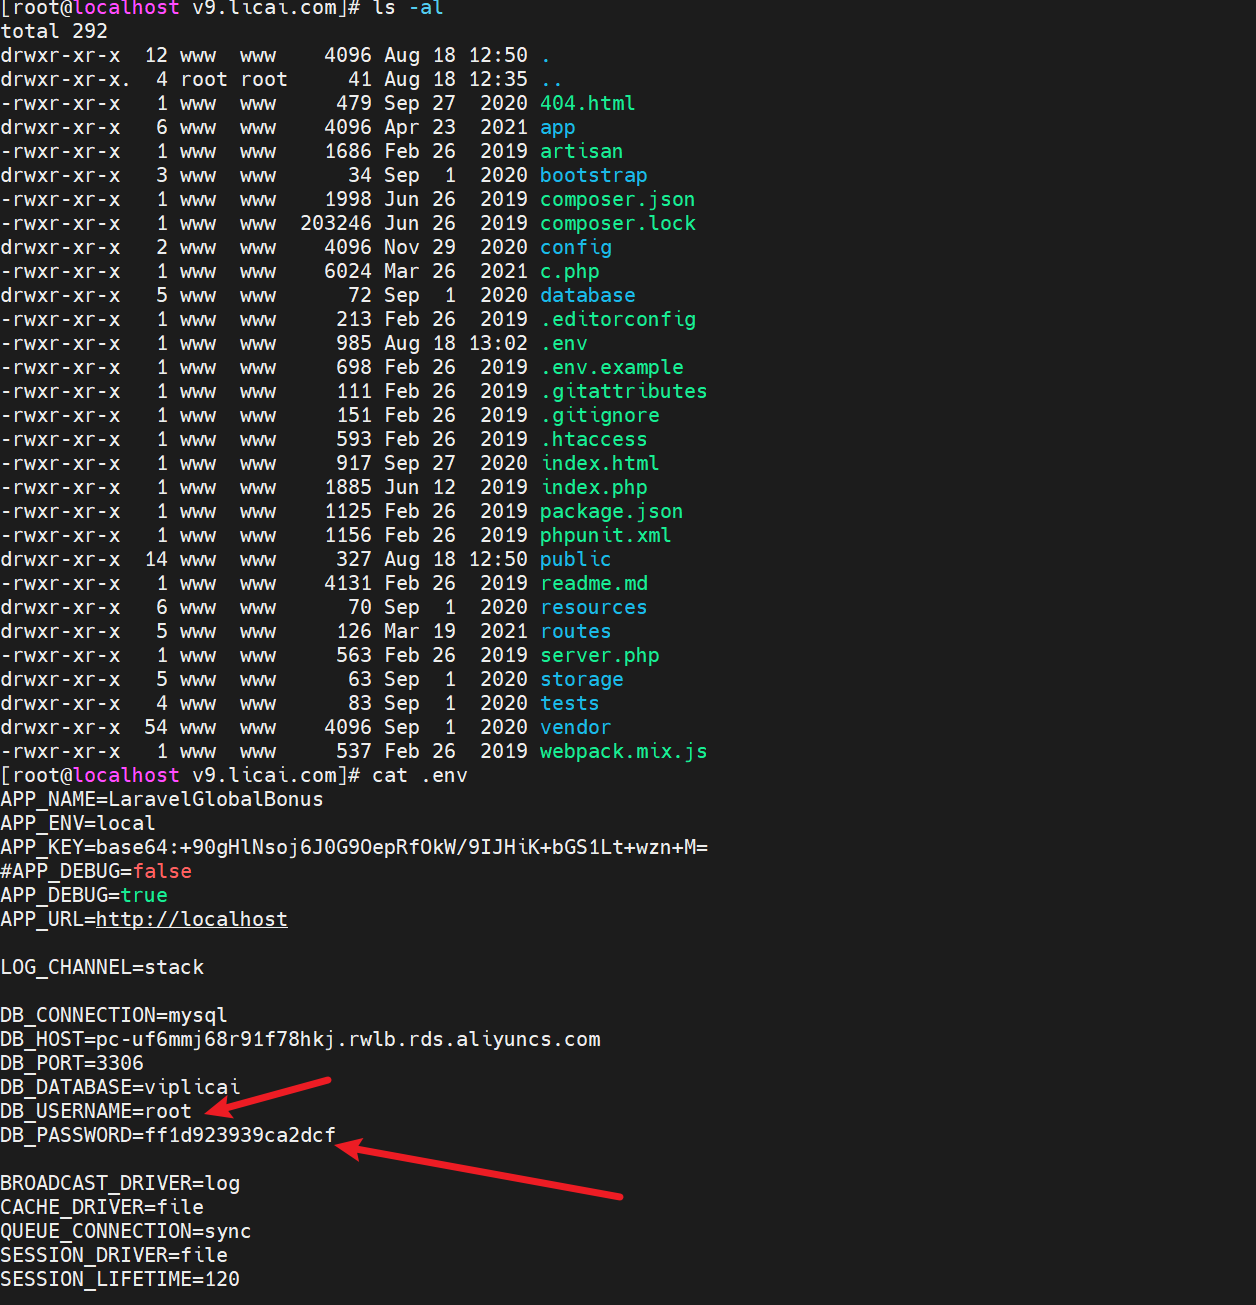 [root@localhost v9.licai.com]# ls -al
total 292
drwxr-xr-x  12 www  www    4096 Aug 18 12:50 .
drwxr-xr-x.  4 root root     41 Aug 18 12:35 ..
-rwxr-xr-x   1 www  www     479 Sep 27  2020 404.html
drwxr-xr-x   6 www  www    4096 Apr 23  2021 app
-rwxr-xr-x   1 www  www    1686 Feb 26  2019 artisan
drwxr-xr-x   3 www  www      34 Sep  1  2020 bootstrap
-rwxr-xr-x   1 www  www    1998 Jun 26  2019 composer.json
-rwxr-xr-x   1 www  www  203246 Jun 26  2019 composer.lock
drwxr-xr-x   2 www  www    4096 Nov 29  2020 config
-rwxr-xr-x   1 www  www    6024 Mar 26  2021 c.php
drwxr-xr-x   5 www  www      72 Sep  1  2020 database
-rwxr-xr-x   1 www  www     213 Feb 26  2019 .editorconfig
-rwxr-xr-x   1 www  www     985 Aug 18 13:02 .env
-rwxr-xr-x   1 www  www     698 Feb 26  2019 .env.example
-rwxr-xr-x   1 www  www     111 Feb 26  2019 .gitattributes
-rwxr-xr-x   1 www  www     151 Feb 26  2019 .gitignore
-rwxr-xr-x   1 www  www     593 Feb 26  2019 .htaccess
-rwxr-xr-x   1 www  www     917 Sep 27  2020 index.html
-rwxr-xr-x   1 www  www    1885 Jun 12  2019 index.php
-rwxr-xr-x   1 www  www    1125 Feb 26  2019 package.json
-rwxr-xr-x   1 www  www    1156 Feb 26  2019 phpunit.xml
drwxr-xr-x  14 www  www     327 Aug 18 12:50 public
-rwxr-xr-x   1 www  www    4131 Feb 26  2019 readme.md
drwxr-xr-x   6 www  www      70 Sep  1  2020 resources
drwxr-xr-x   5 www  www     126 Mar 19  2021 routes
-rwxr-xr-x   1 www  www     563 Feb 26  2019 server.php
drwxr-xr-x   5 www  www      63 Sep  1  2020 storage
drwxr-xr-x   4 www  www      83 Sep  1  2020 tests
drwxr-xr-x  54 www  www    4096 Sep  1  2020 vendor
-rwxr-xr-x   1 www  www     537 Feb 26  2019 webpack.mix.js
[root@localhost v9.licai.com]# cat .env
APP_NAME=LaravelGlobalBonus
APP_ENV=local
APP_KEY=base64:+90gHlNsoj6J0G9OepRfOkW/9IJHiK+bGS1Lt+wzn+M=
#APP_DEBUG=false
APP_DEBUG=true
APP_URL=http://localhost
LOG_CHANNEL=stack
DB_CONNECTION=mysql
DB_HOST=pc-uf6mmj68r91f78hkj.rwlb.rds.aliyuncs.com
DB_PORT=3306
DB_DATABASE=viplicai
DB_USERNAME=root
DB_PASSWORD=ff1d923939ca2dcf
BROADCAST_DRIVER=log
CACHE_DRIVER=file
QUEUE_CONNECTION=sync
SESSION_DRIVER=file
SESSION_LIFETIME=120